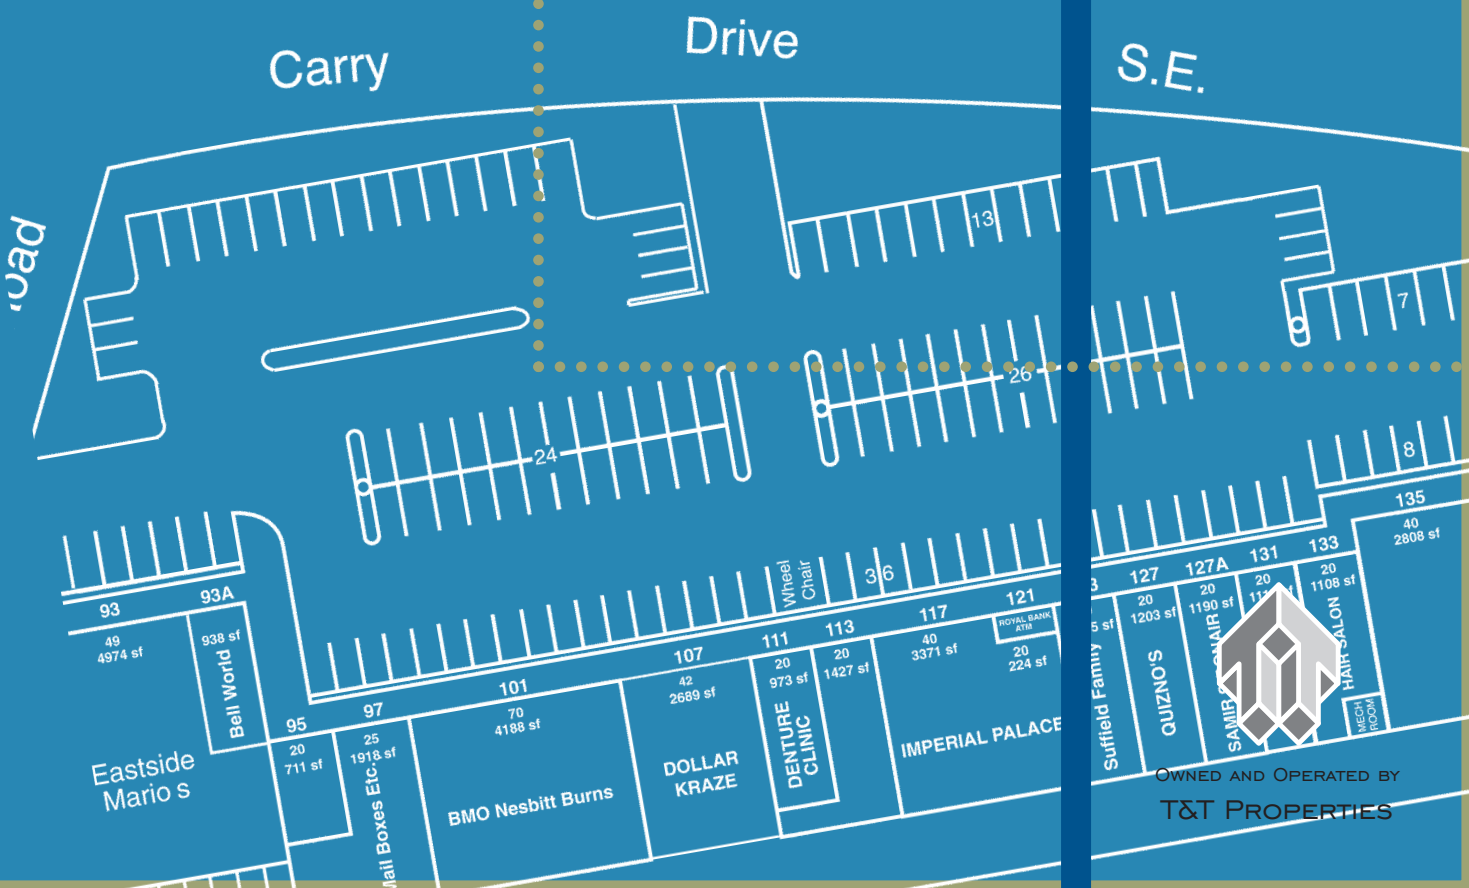 Carry
Drive
S.E.
13
7
26
24
8
135
40
2808 sf
Wheel
Chair
36
93
93A
49
4974 sf
938 sf
Bell World
Eastside
Mario s
95
20
711 sf
97
25
1918 sf
Mail Boxes Etc.
101
70
4188 sf
BMO Nesbitt Burns
107
42
2689 sf
DOLLAR
KRAZE
111
20
973 sf
DENTURE
CLINIC
113
20
1427 sf
117
40
3371 sf
IMPERIAL PALACE
121
ROYAL BANK
ATM
20
224 sf
Suffield Family
127
20
1203 sf
QUIZNO'S
127A
20
1190 sf
SAMIR
131
20
133
20
1108 sf
HAIR SALON
MECH
ROOM
Owned and Operated by
T&T Properties